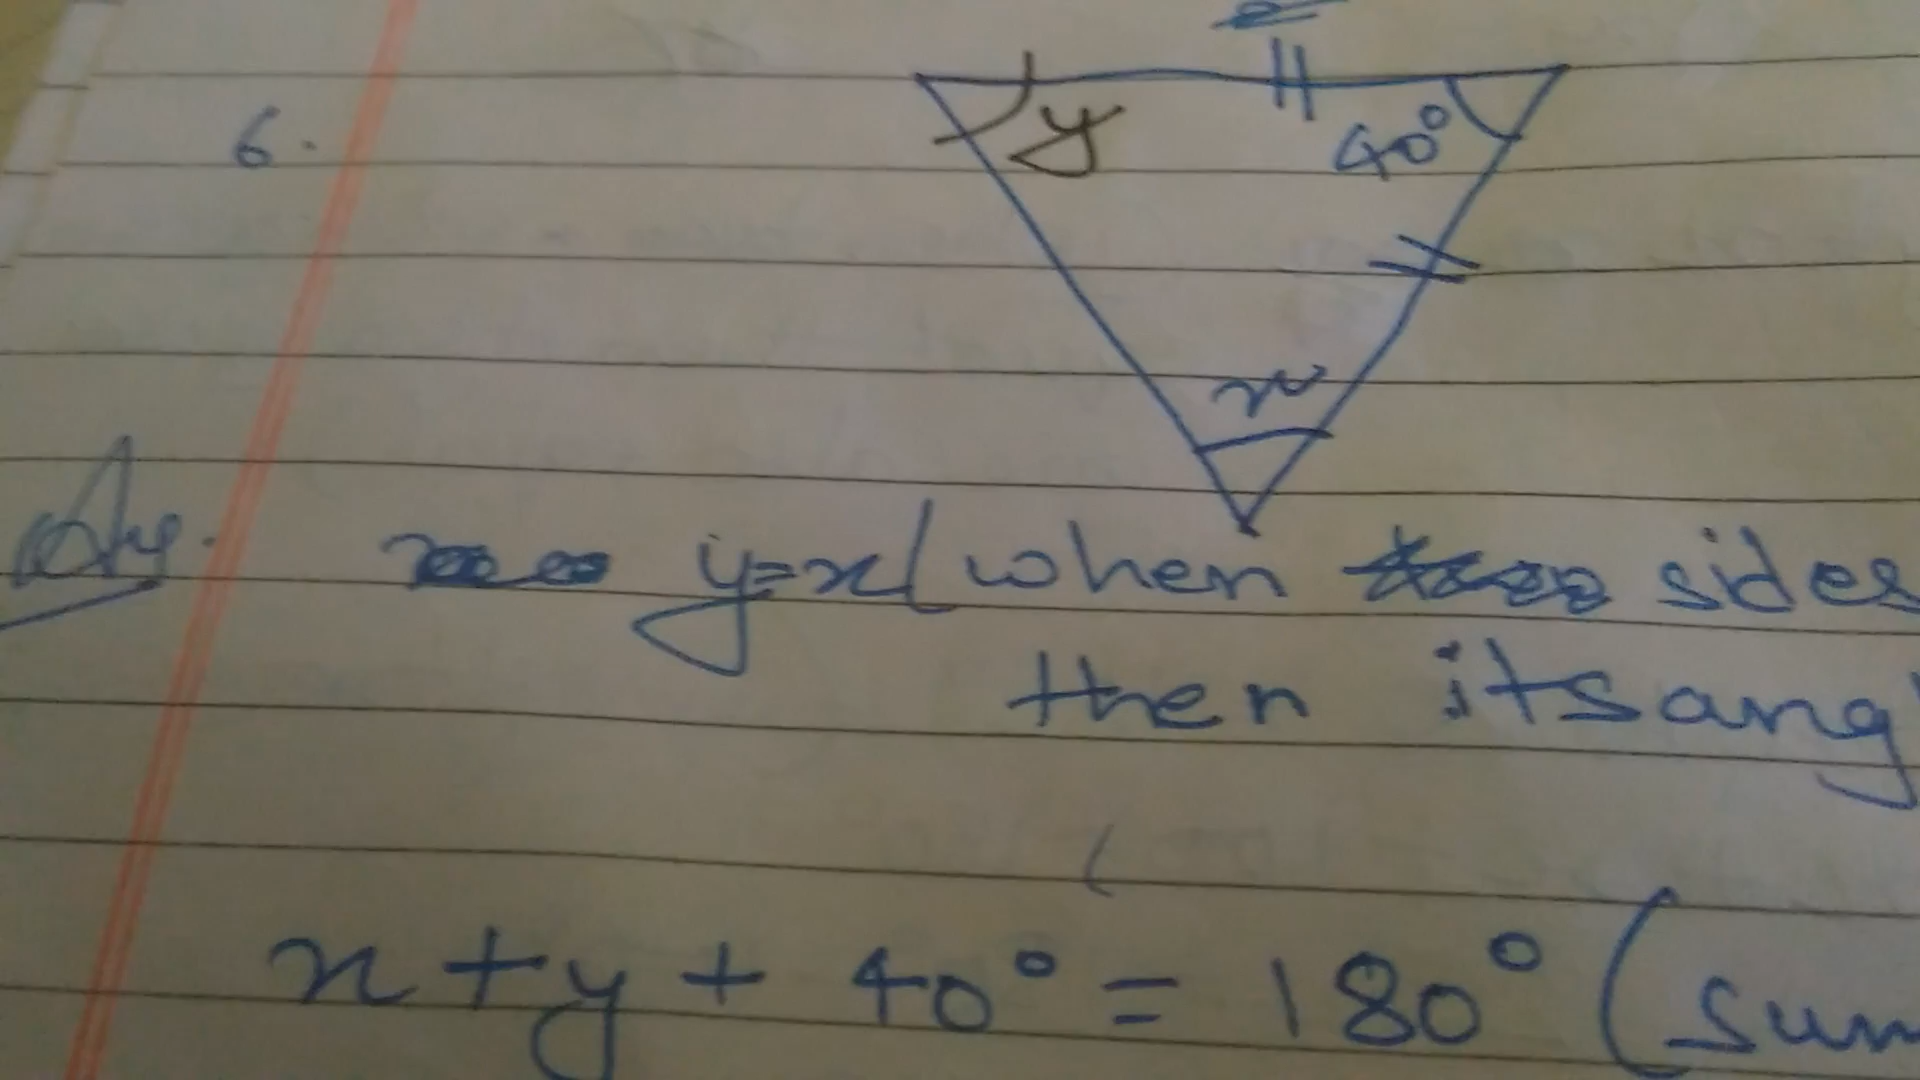 6.
y
40°
x
Ans. y=x (when sides
then its ang
x + y + 40° = 180° (sum